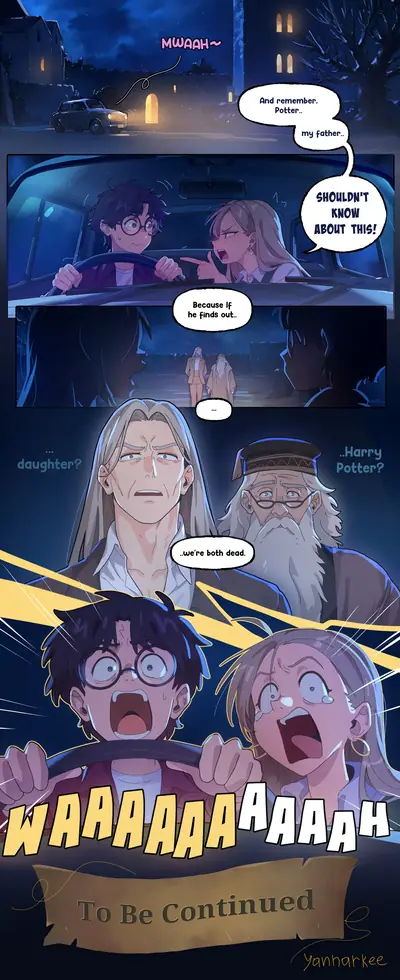 MWAAH~
And remember.
Potter..
my father..
SHOULDN'T
KNOW
ABOUT THIS!
Because If
he finds out..
...
...
daughter?
..Harry
Potter?
..we're both dead.
WAAAAAAAAAAAH
To Be Continued
yannarkee